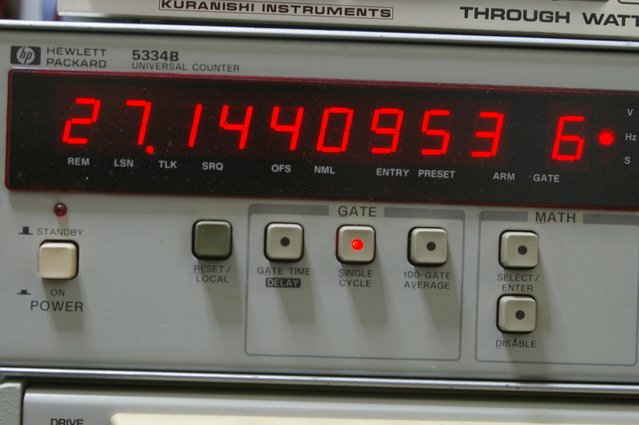 KURANISHI INSTRUMENTS
THROUGH WATT
hp HEWLETT PACKARD 5334B UNIVERSAL COUNTER
27.1440953 6
V
Hz
S
REM LSN TLK SRQ OFS NML ENTRY PRESET ARM GATE
STANDBY
ON
POWER
RESET/
LOCAL
GATE
GATE TIME
DELAY
SINGLE
CYCLE
100-GATE
AVERAGE
MATH
SELECT/
ENTER
DISABLE
DRIVE